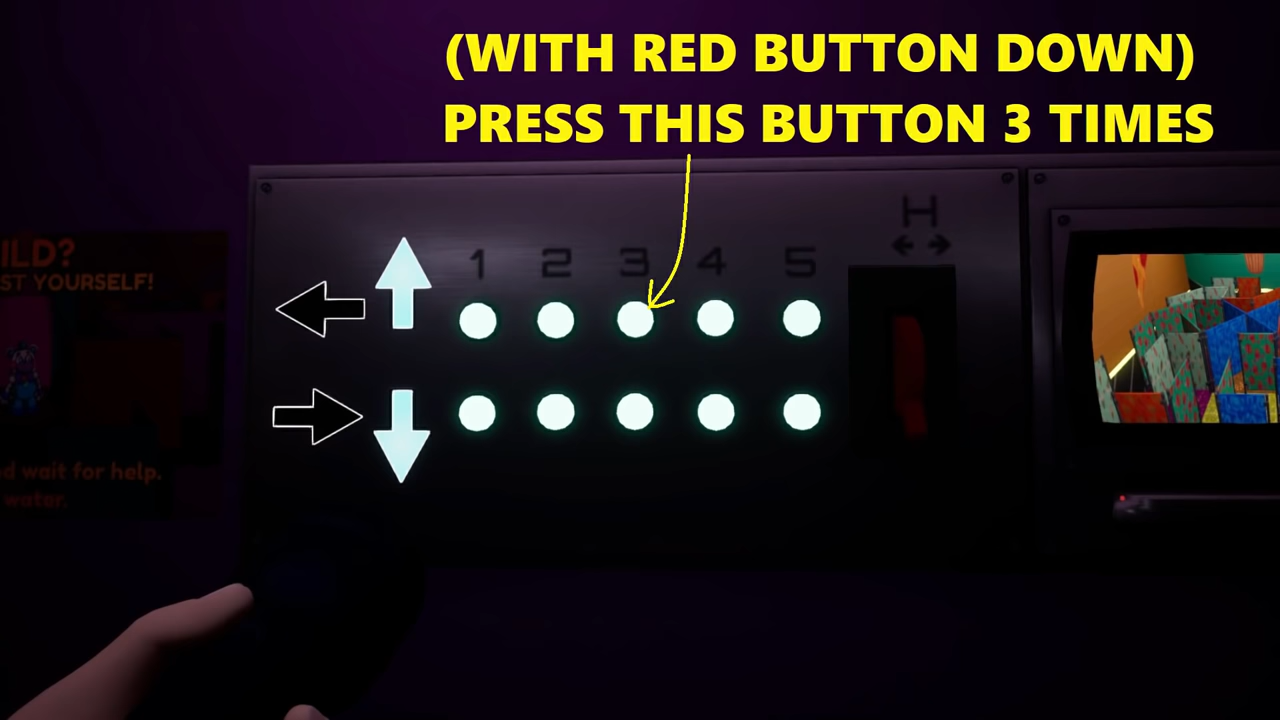 (WITH RED BUTTON DOWN)
PRESS THIS BUTTON 3 TIMES
H
1 2 3 4 5
ILD?
ST YOURSELF!
d wait for help.
water.